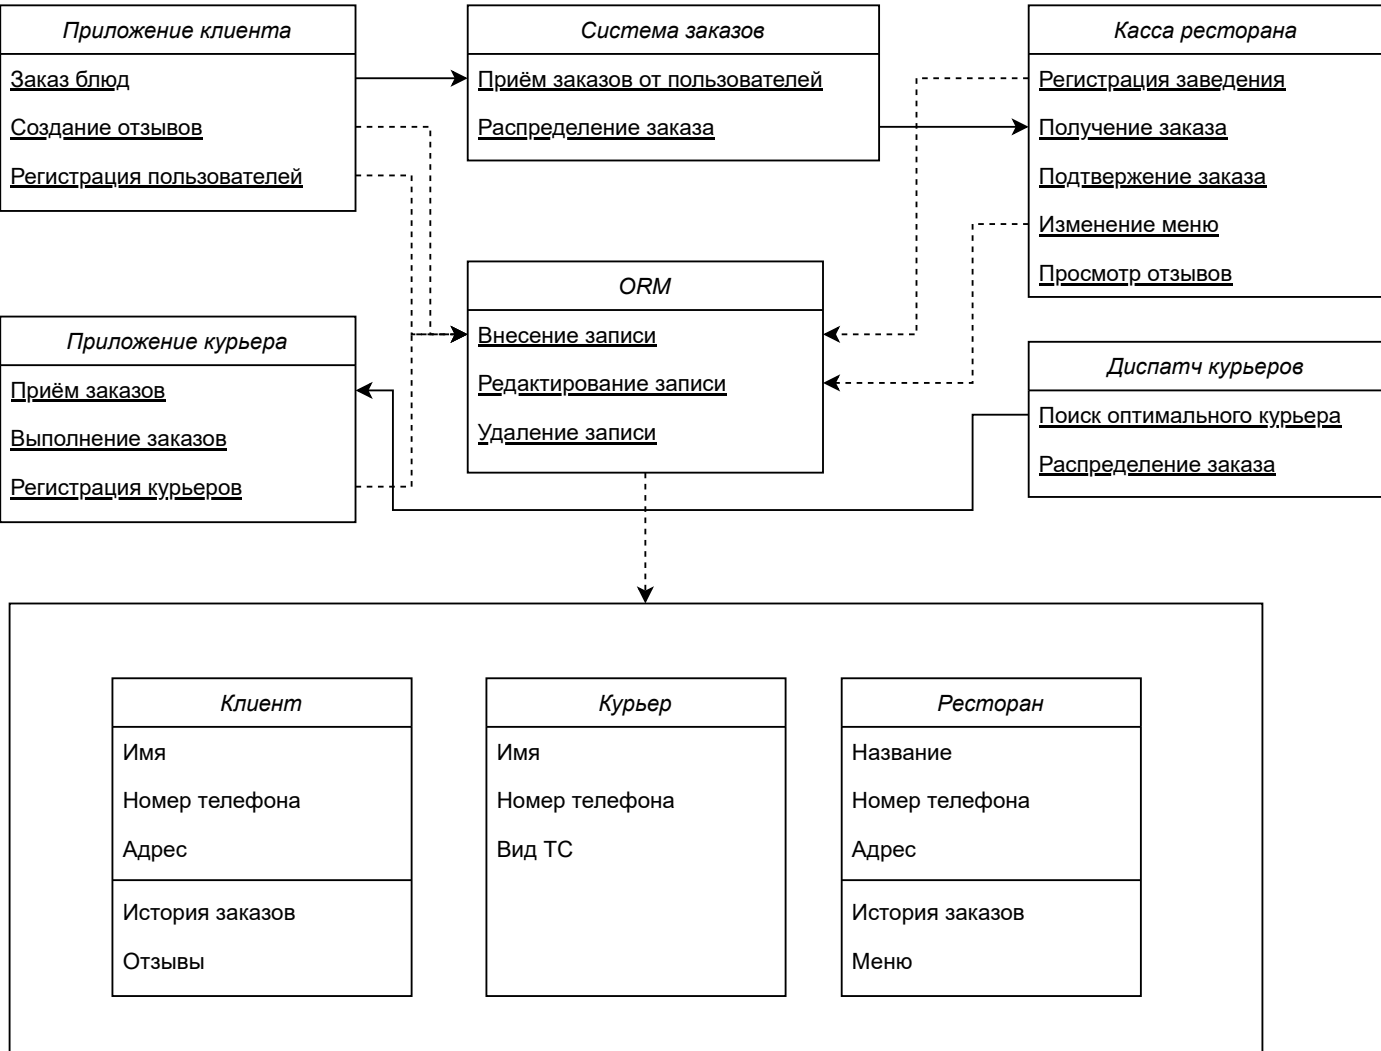 Приложение клиента
Заказ блюд
Создание отзывов
Регистрация пользователей
Система заказов
Приём заказов от пользователей
Распределение заказа
Касса ресторана
Регистрация заведения
Получение заказа
Подтвержение заказа
Изменение меню
Просмотр отзывов
ORM
Внесение записи
Редактирование записи
Удаление записи
Приложение курьера
Приём заказов
Выполнение заказов
Регистрация курьеров
Диспатч курьеров
Поиск оптимального курьера
Распределение заказа
Клиент
Имя
Номер телефона
Адрес
История заказов
Отзывы
Курьер
Имя
Номер телефона
Вид ТС
Ресторан
Название
Номер телефона
Адрес
История заказов
Меню